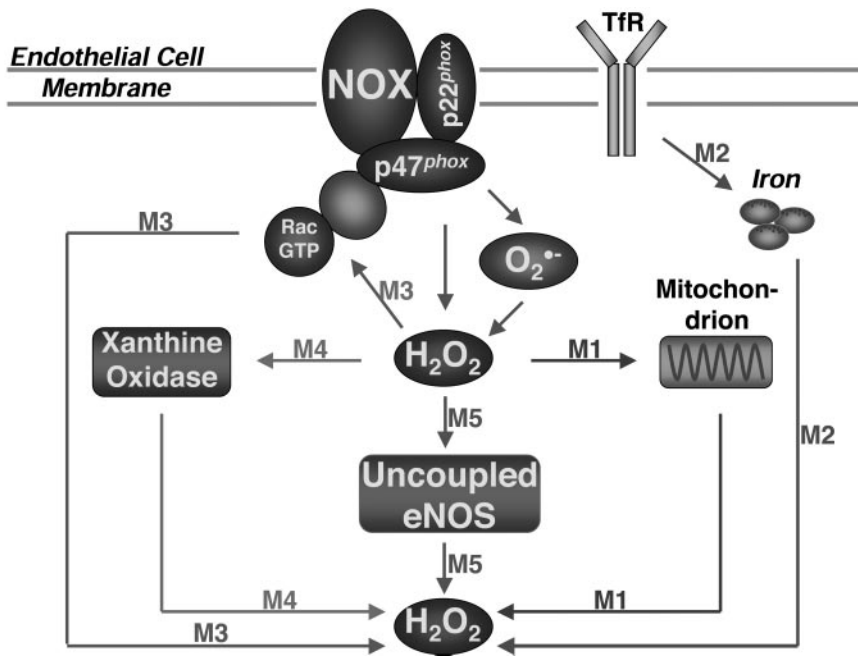 TfR
Endothelial Cell
Membrane
NOX
p22phox
p47phox
M2
Iron
Rac
GTP
M3
O2•-
M3
Mitochon-
drion
Xanthine
Oxidase
M4
H2O2
M1
M5
M2
Uncoupled
eNOS
M5
M4
M1
M3
H2O2